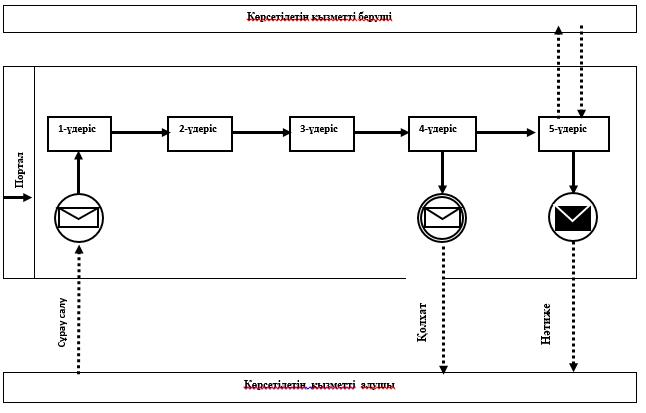 Көрсетілетін қызметті беруші
1-үдеріс
2-үдеріс
3-үдеріс
4-үдеріс
5-үдеріс
Портал
Сұрау салу
Қолхат
Нәтиже
Көрсетілетін қызметті алушы